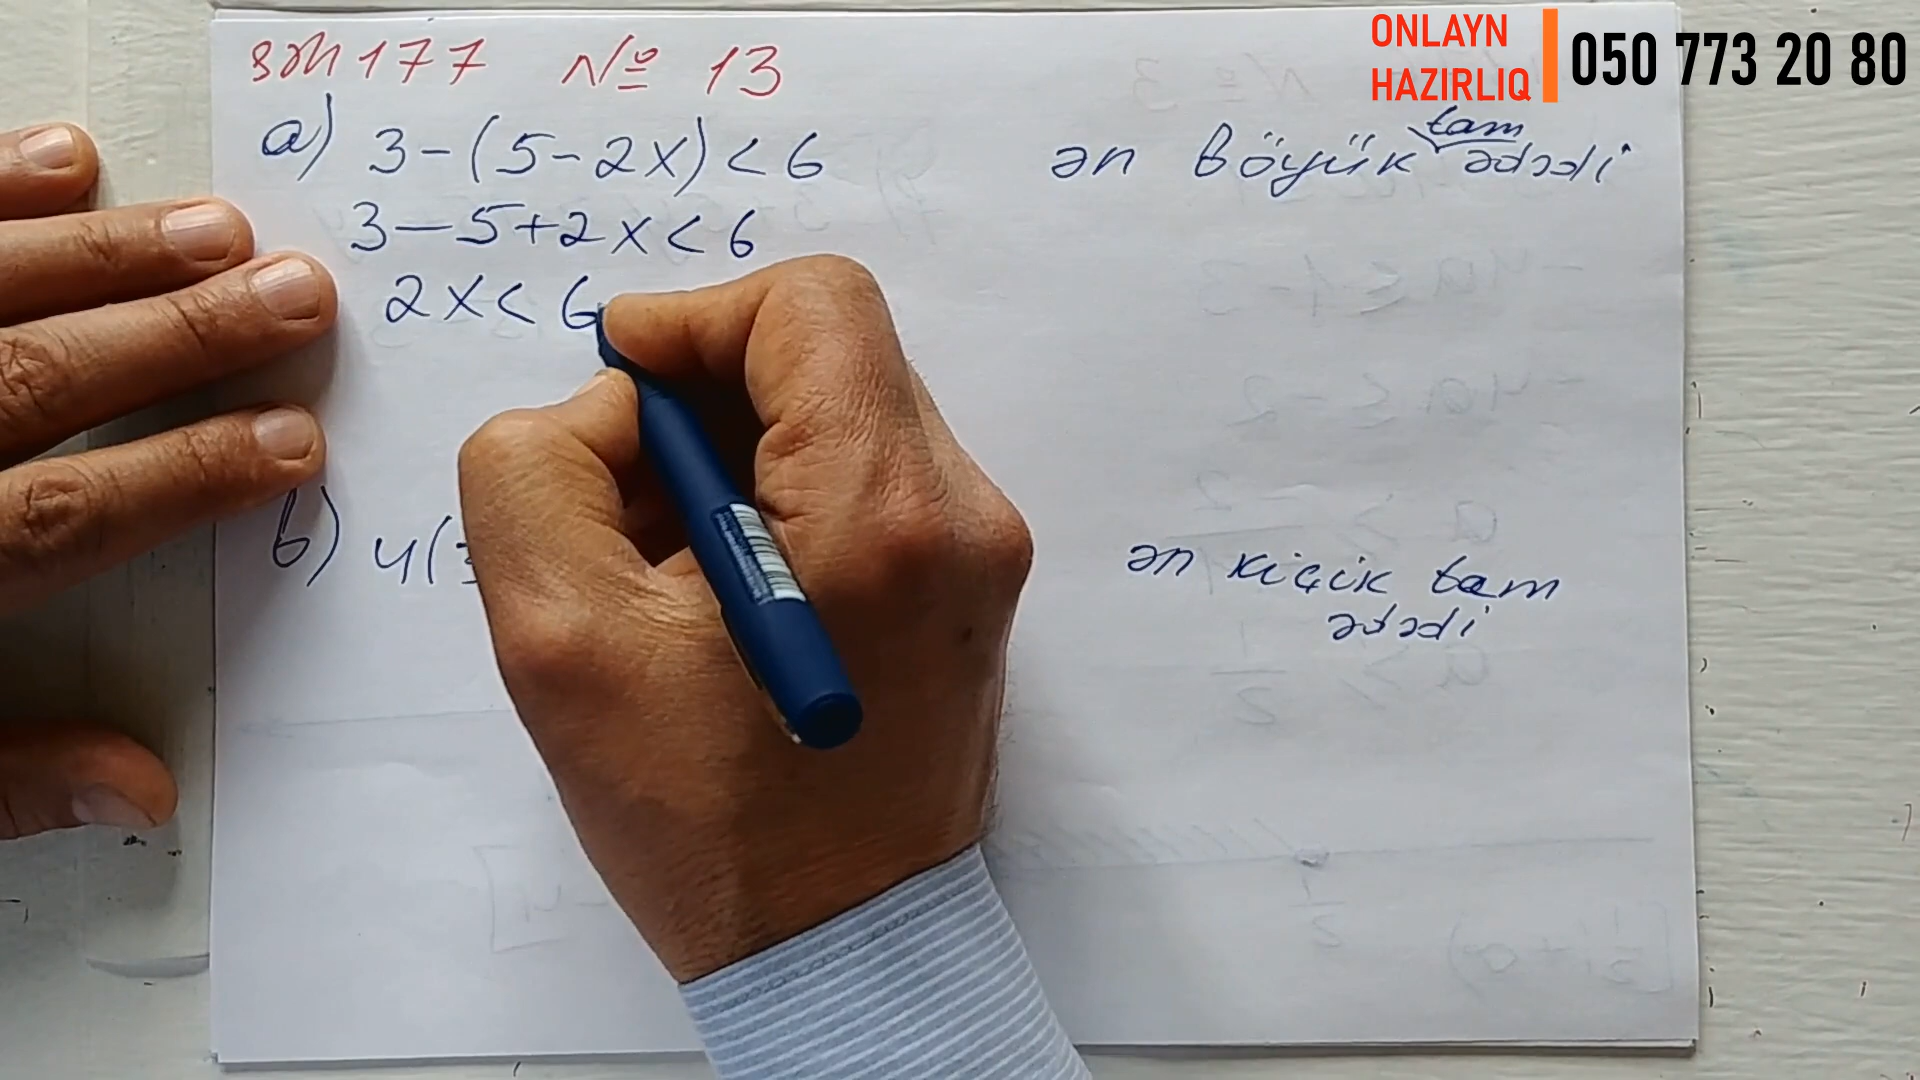 ONLAYN
HAZIRLIQ
050 773 20 80
səh 177 № 13
a) 3-(5-2x)<6
ən böyük tam ədədi
3-5+2x<6
2x<6
b) 4(3
ən kiçik tam
ədədi